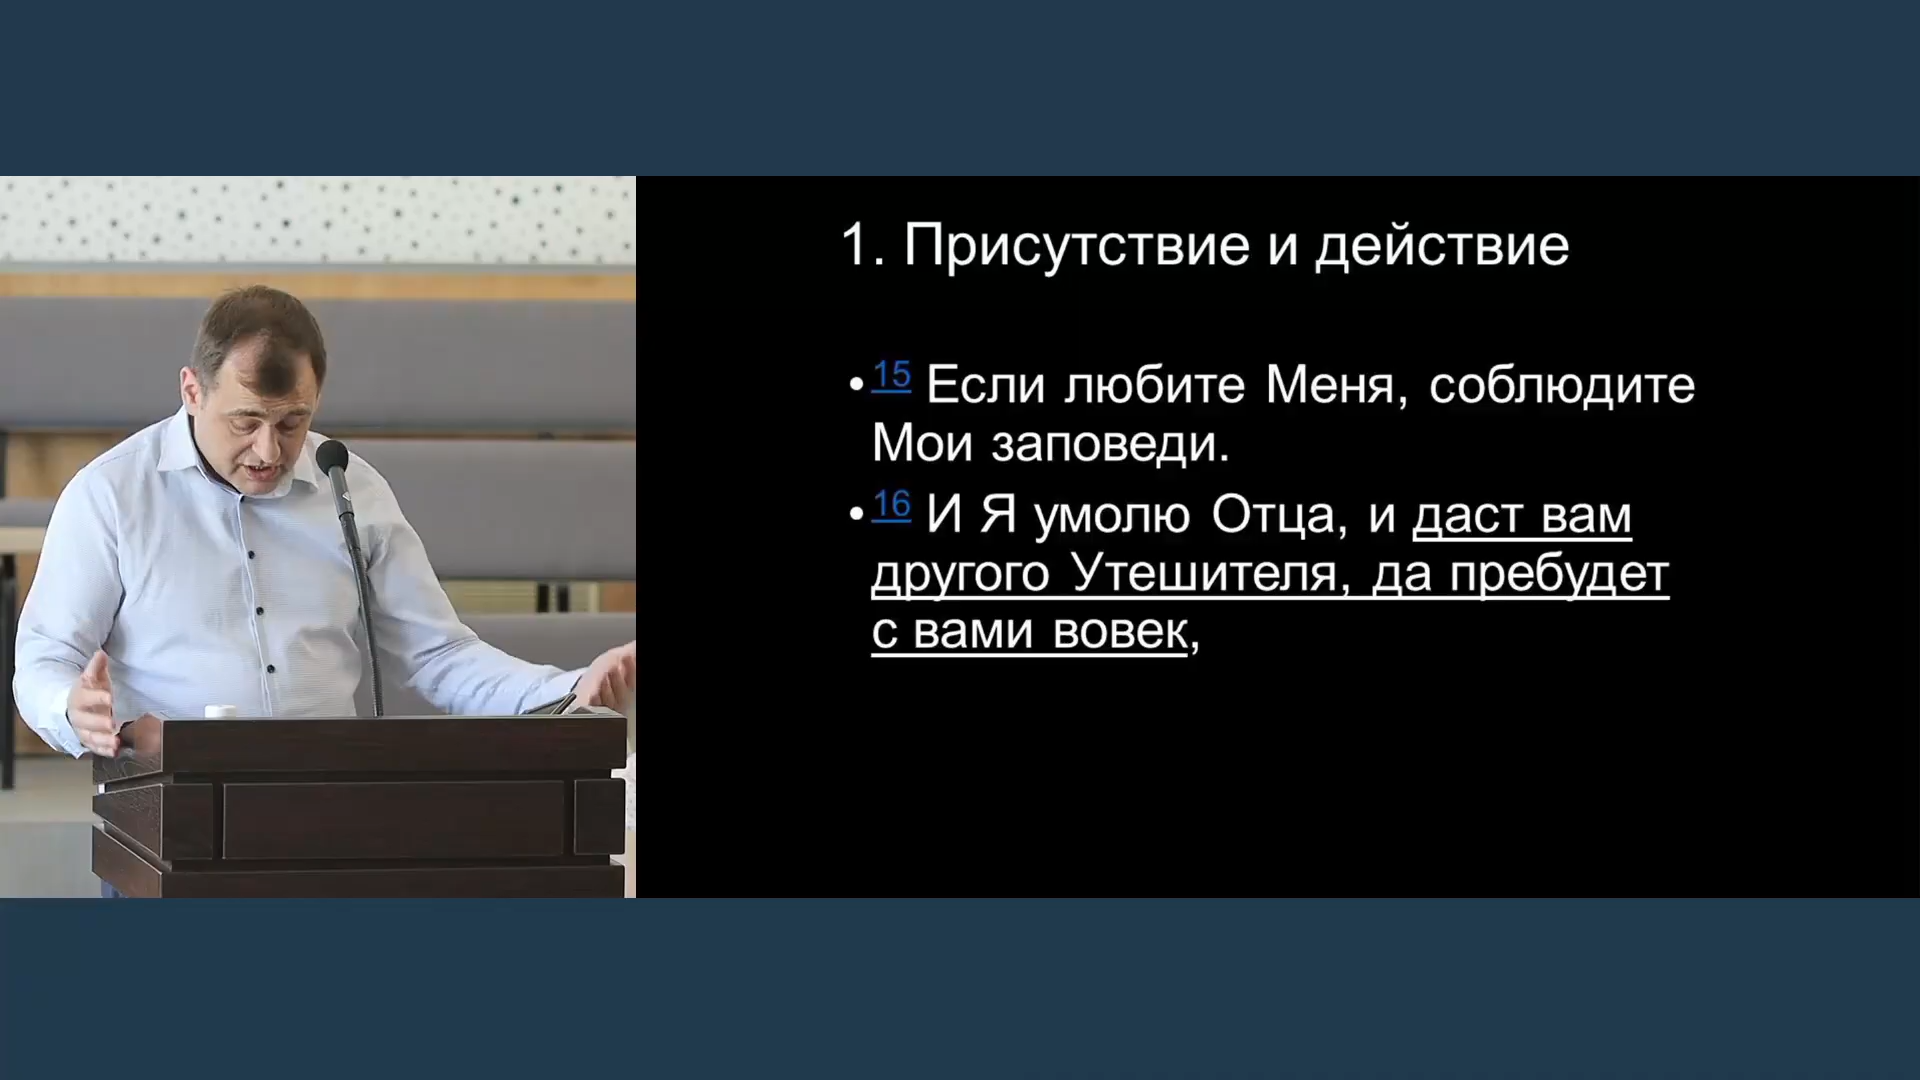 1. Присутствие и действие
•15 Если любите Меня, соблюдите
Мои заповеди.
•16 И Я умолю Отца, и даст вам
другого Утешителя, да пребудет
с вами вовек,